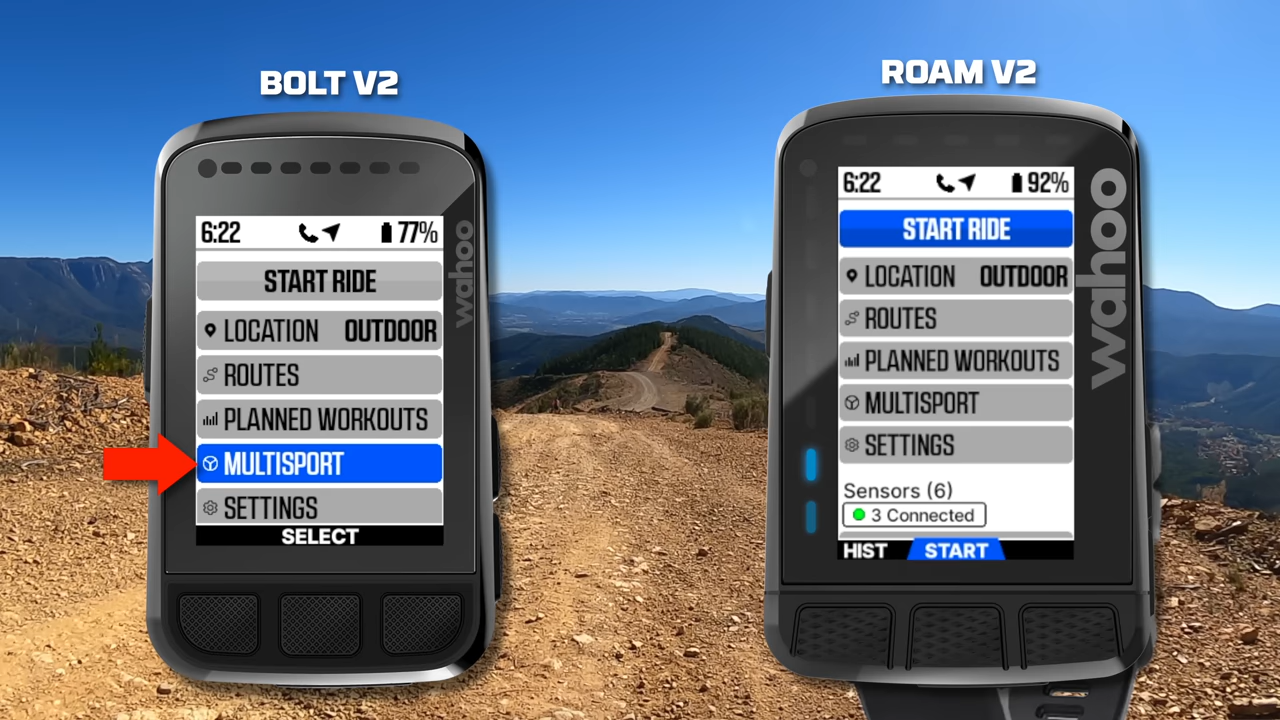 BOLT V2
6:22 77%
START RIDE
LOCATION OUTDOOR
ROUTES
PLANNED WORKOUTS
MULTISPORT
SETTINGS
SELECT
wahoo
ROAM V2
6:22 92%
START RIDE
LOCATION OUTDOOR
ROUTES
PLANNED WORKOUTS
MULTISPORT
SETTINGS
Sensors (6)
3 Connected
HIST START
wahoo